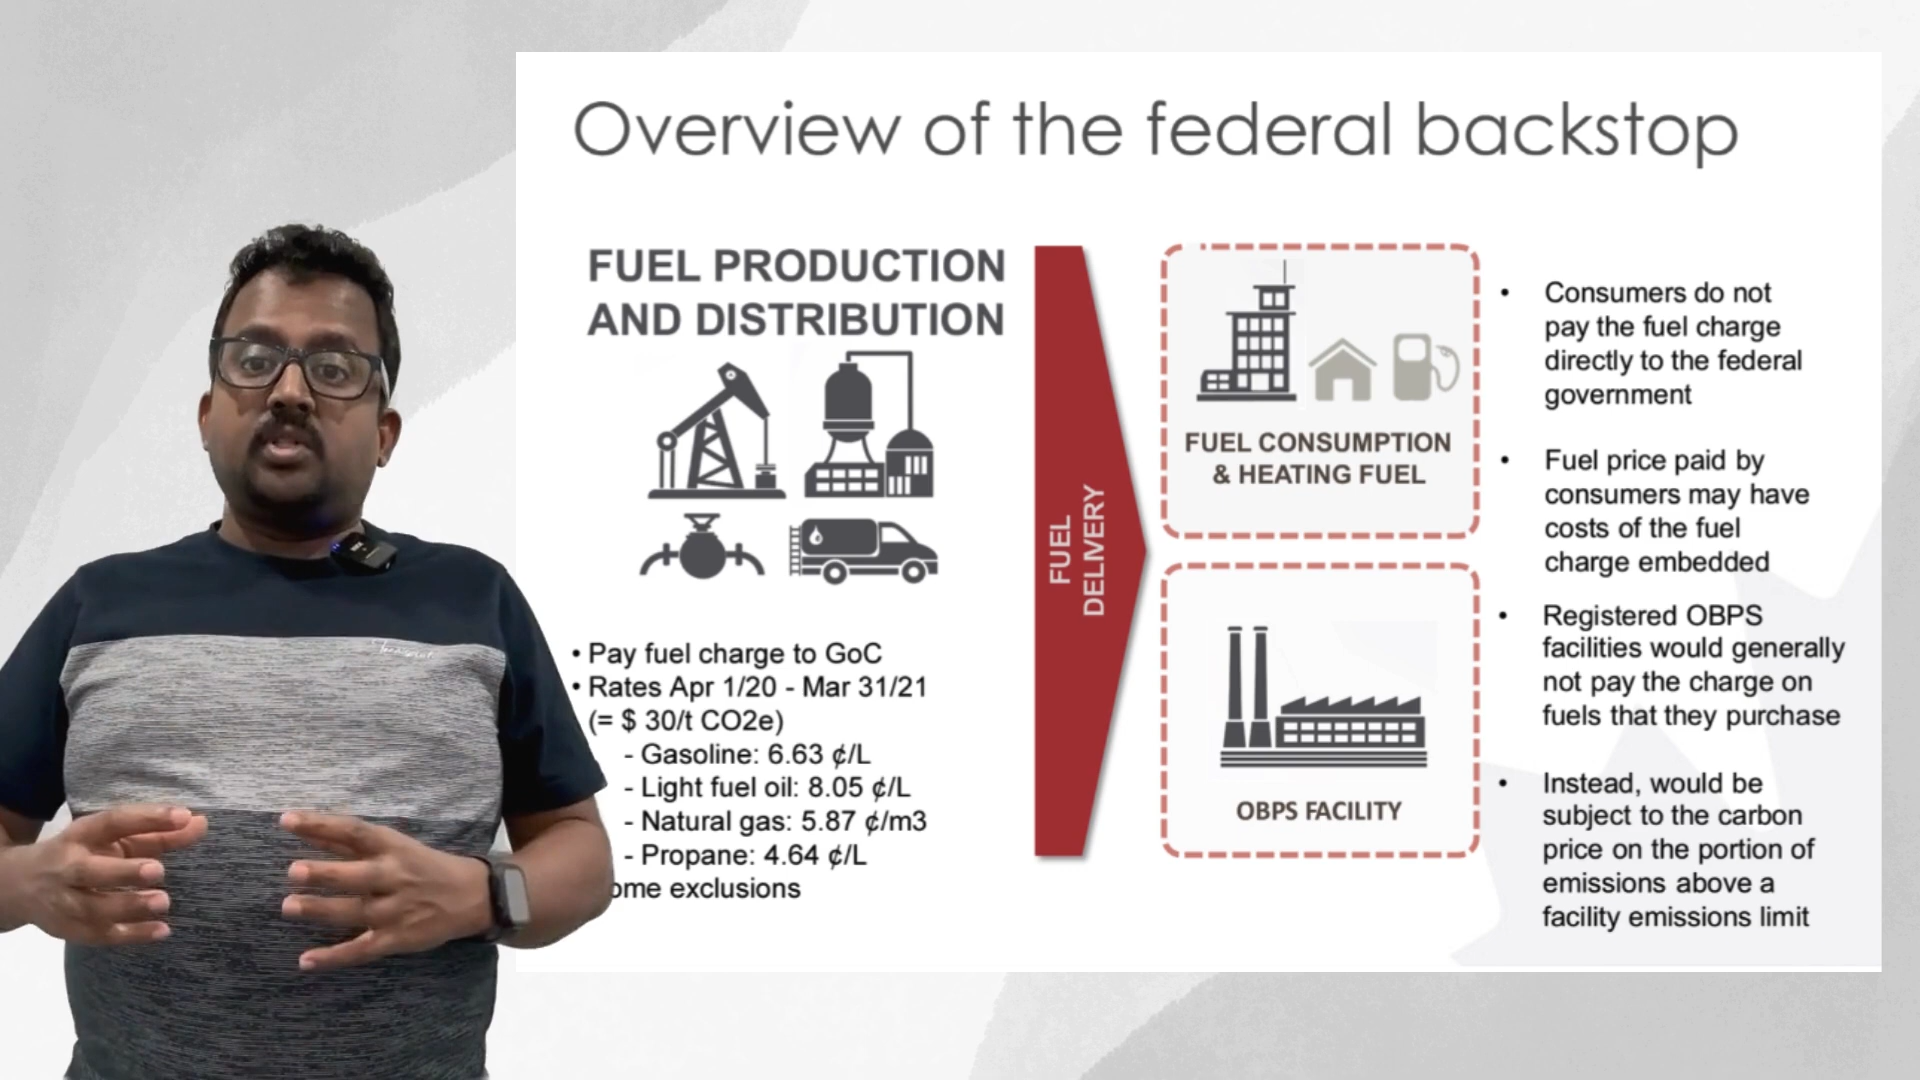 Overview of the federal backstop
FUEL PRODUCTION
AND DISTRIBUTION
• Pay fuel charge to GoC
• Rates Apr 1/20 - Mar 31/21
(= $ 30/t CO2e)
- Gasoline: 6.63 ¢/L
- Light fuel oil: 8.05 ¢/L
- Natural gas: 5.87 ¢/m3
- Propane: 4.64 ¢/L
ome exclusions
FUEL
DELIVERY
FUEL CONSUMPTION
& HEATING FUEL
OBPS FACILITY
• Consumers do not
pay the fuel charge
directly to the federal
government
• Fuel price paid by
consumers may have
costs of the fuel
charge embedded
• Registered OBPS
facilities would generally
not pay the charge on
fuels that they purchase
• Instead, would be
subject to the carbon
price on the portion of
emissions above a
facility emissions limit